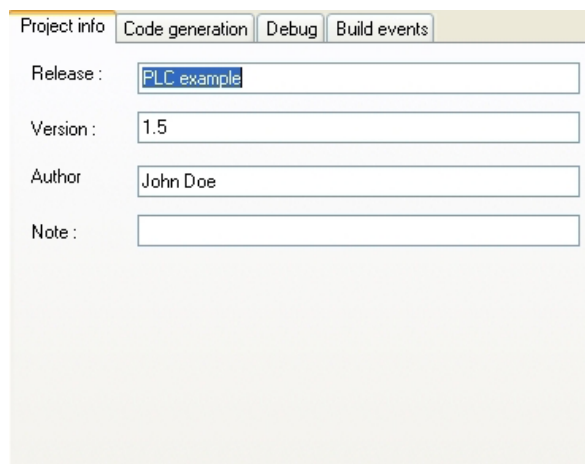 Project info Code generation Debug Build events
Release : PLC example
Version : 1.5
Author John Doe
Note :